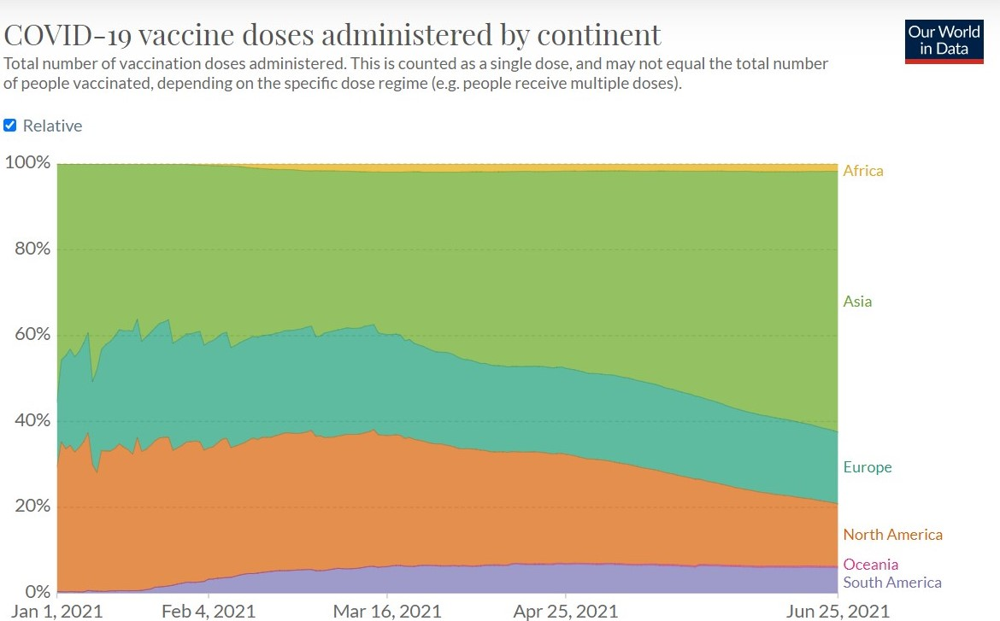 COVID-19 vaccine doses administered by continent
Our World
in Data
Total number of vaccination doses administered. This is counted as a single dose, and may not equal the total number
of people vaccinated, depending on the specific dose regime (e.g. people receive multiple doses).
Relative
100%
80%
60%
40%
20%
0%
Africa
Asia
Europe
North America
Oceania
South America
Jan 1, 2021
Feb 4, 2021
Mar 16, 2021
Apr 25, 2021
Jun 25, 2021